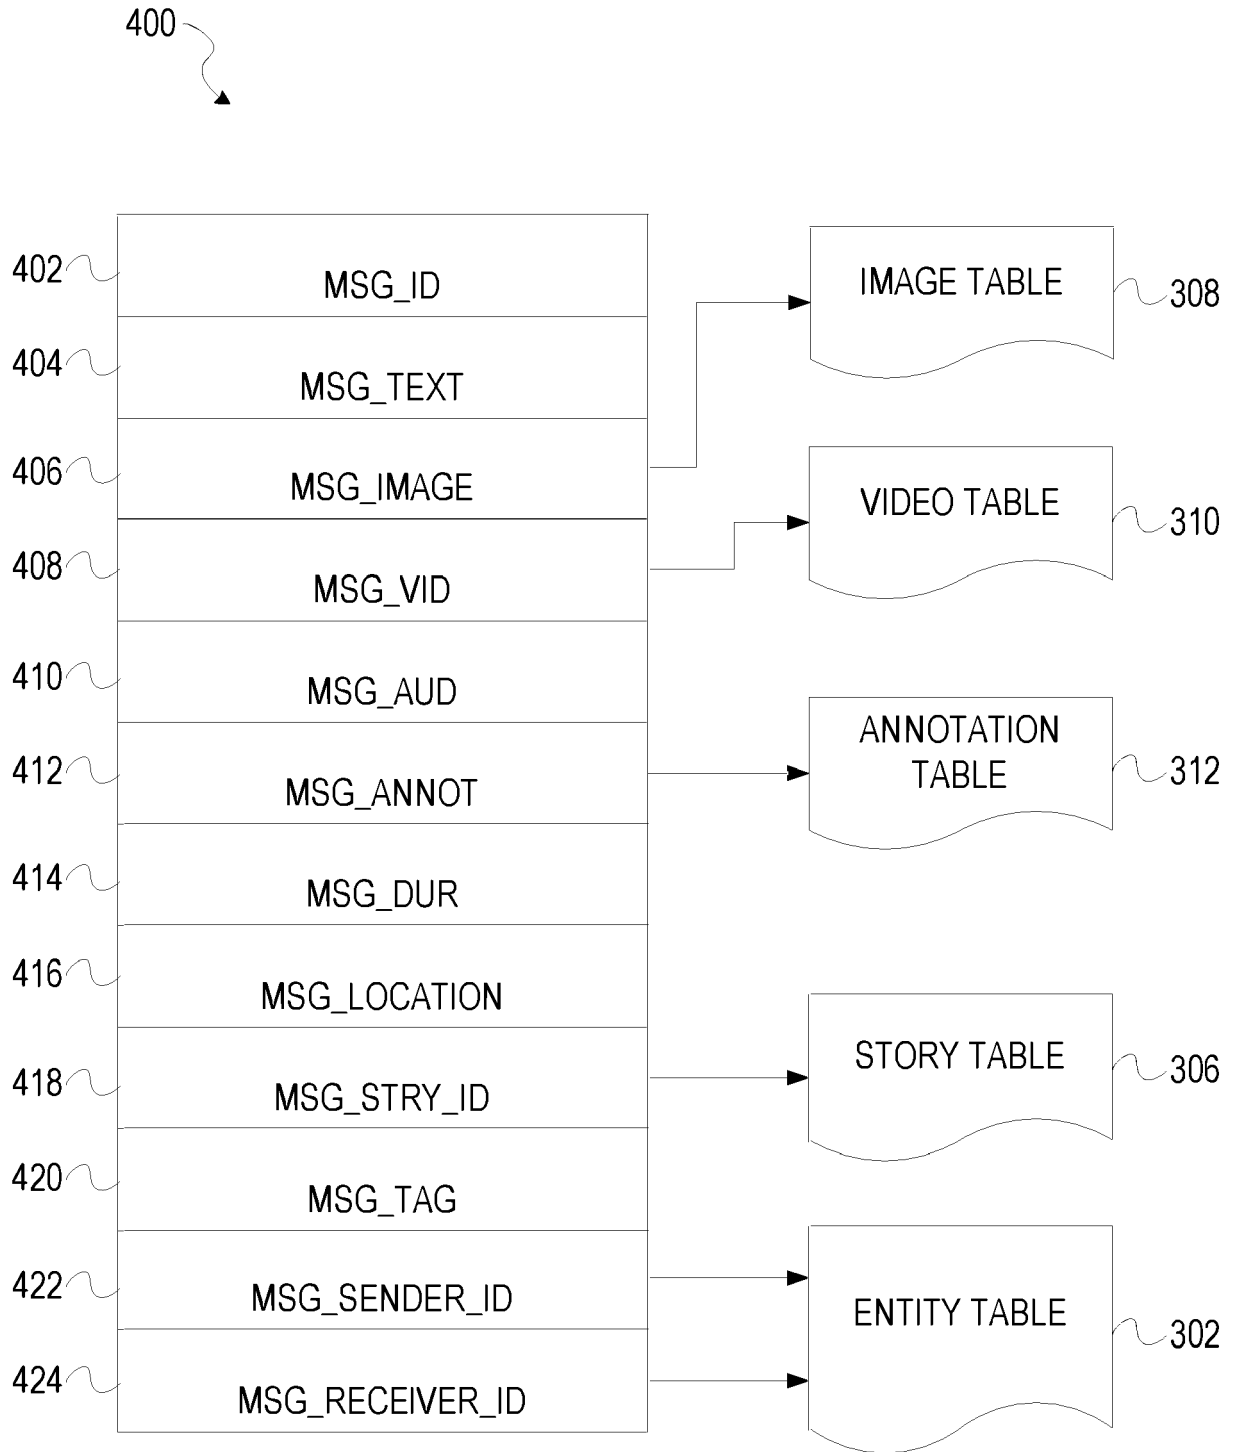 400
402
MSG_ID
404
MSG_TEXT
406
MSG_IMAGE
408
MSG_VID
410
MSG_AUD
412
MSG_ANNOT
414
MSG_DUR
416
MSG_LOCATION
418
MSG_STRY_ID
420
MSG_TAG
422
MSG_SENDER_ID
424
MSG_RECEIVER_ID
IMAGE TABLE
308
VIDEO TABLE
310
ANNOTATION
TABLE
312
STORY TABLE
306
ENTITY TABLE
302